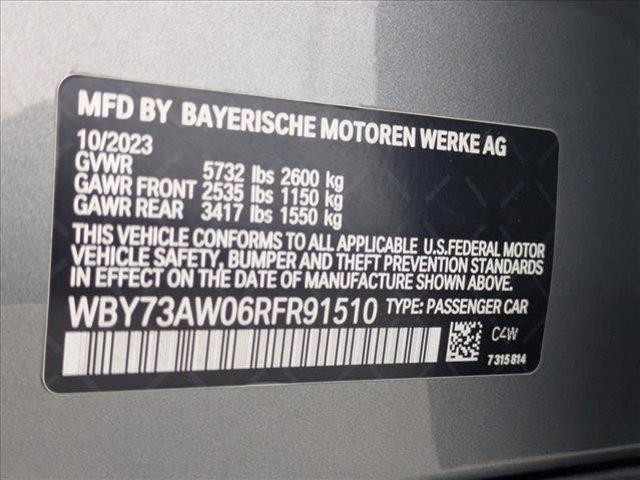 MFD BY BAYERISCHE MOTOREN WERKE AG
10/2023
GVWR 5732 lbs 2600 kg
GAWR FRONT 2535 lbs 1150 kg
GAWR REAR 3417 lbs 1550 kg
THIS VEHICLE CONFORMS TO ALL APPLICABLE U.S.FEDERAL MOTOR
VEHICLE SAFETY, BUMPER AND THEFT PREVENTION STANDARDS
IN EFFECT ON THE DATE OF MANUFACTURE SHOWN ABOVE.
WBY73AW06RFR91510 TYPE: PASSENGER CAR
C4W
7315814